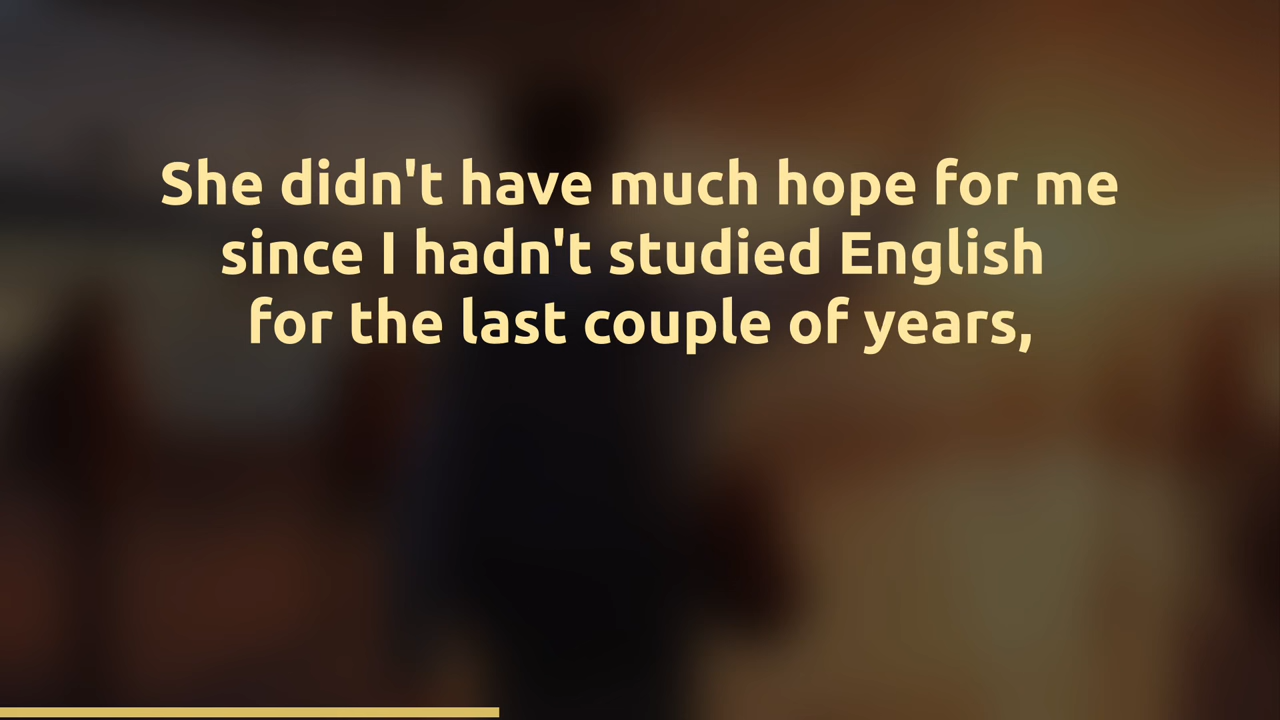 She didn't have much hope for me
since I hadn't studied English
for the last couple of years,